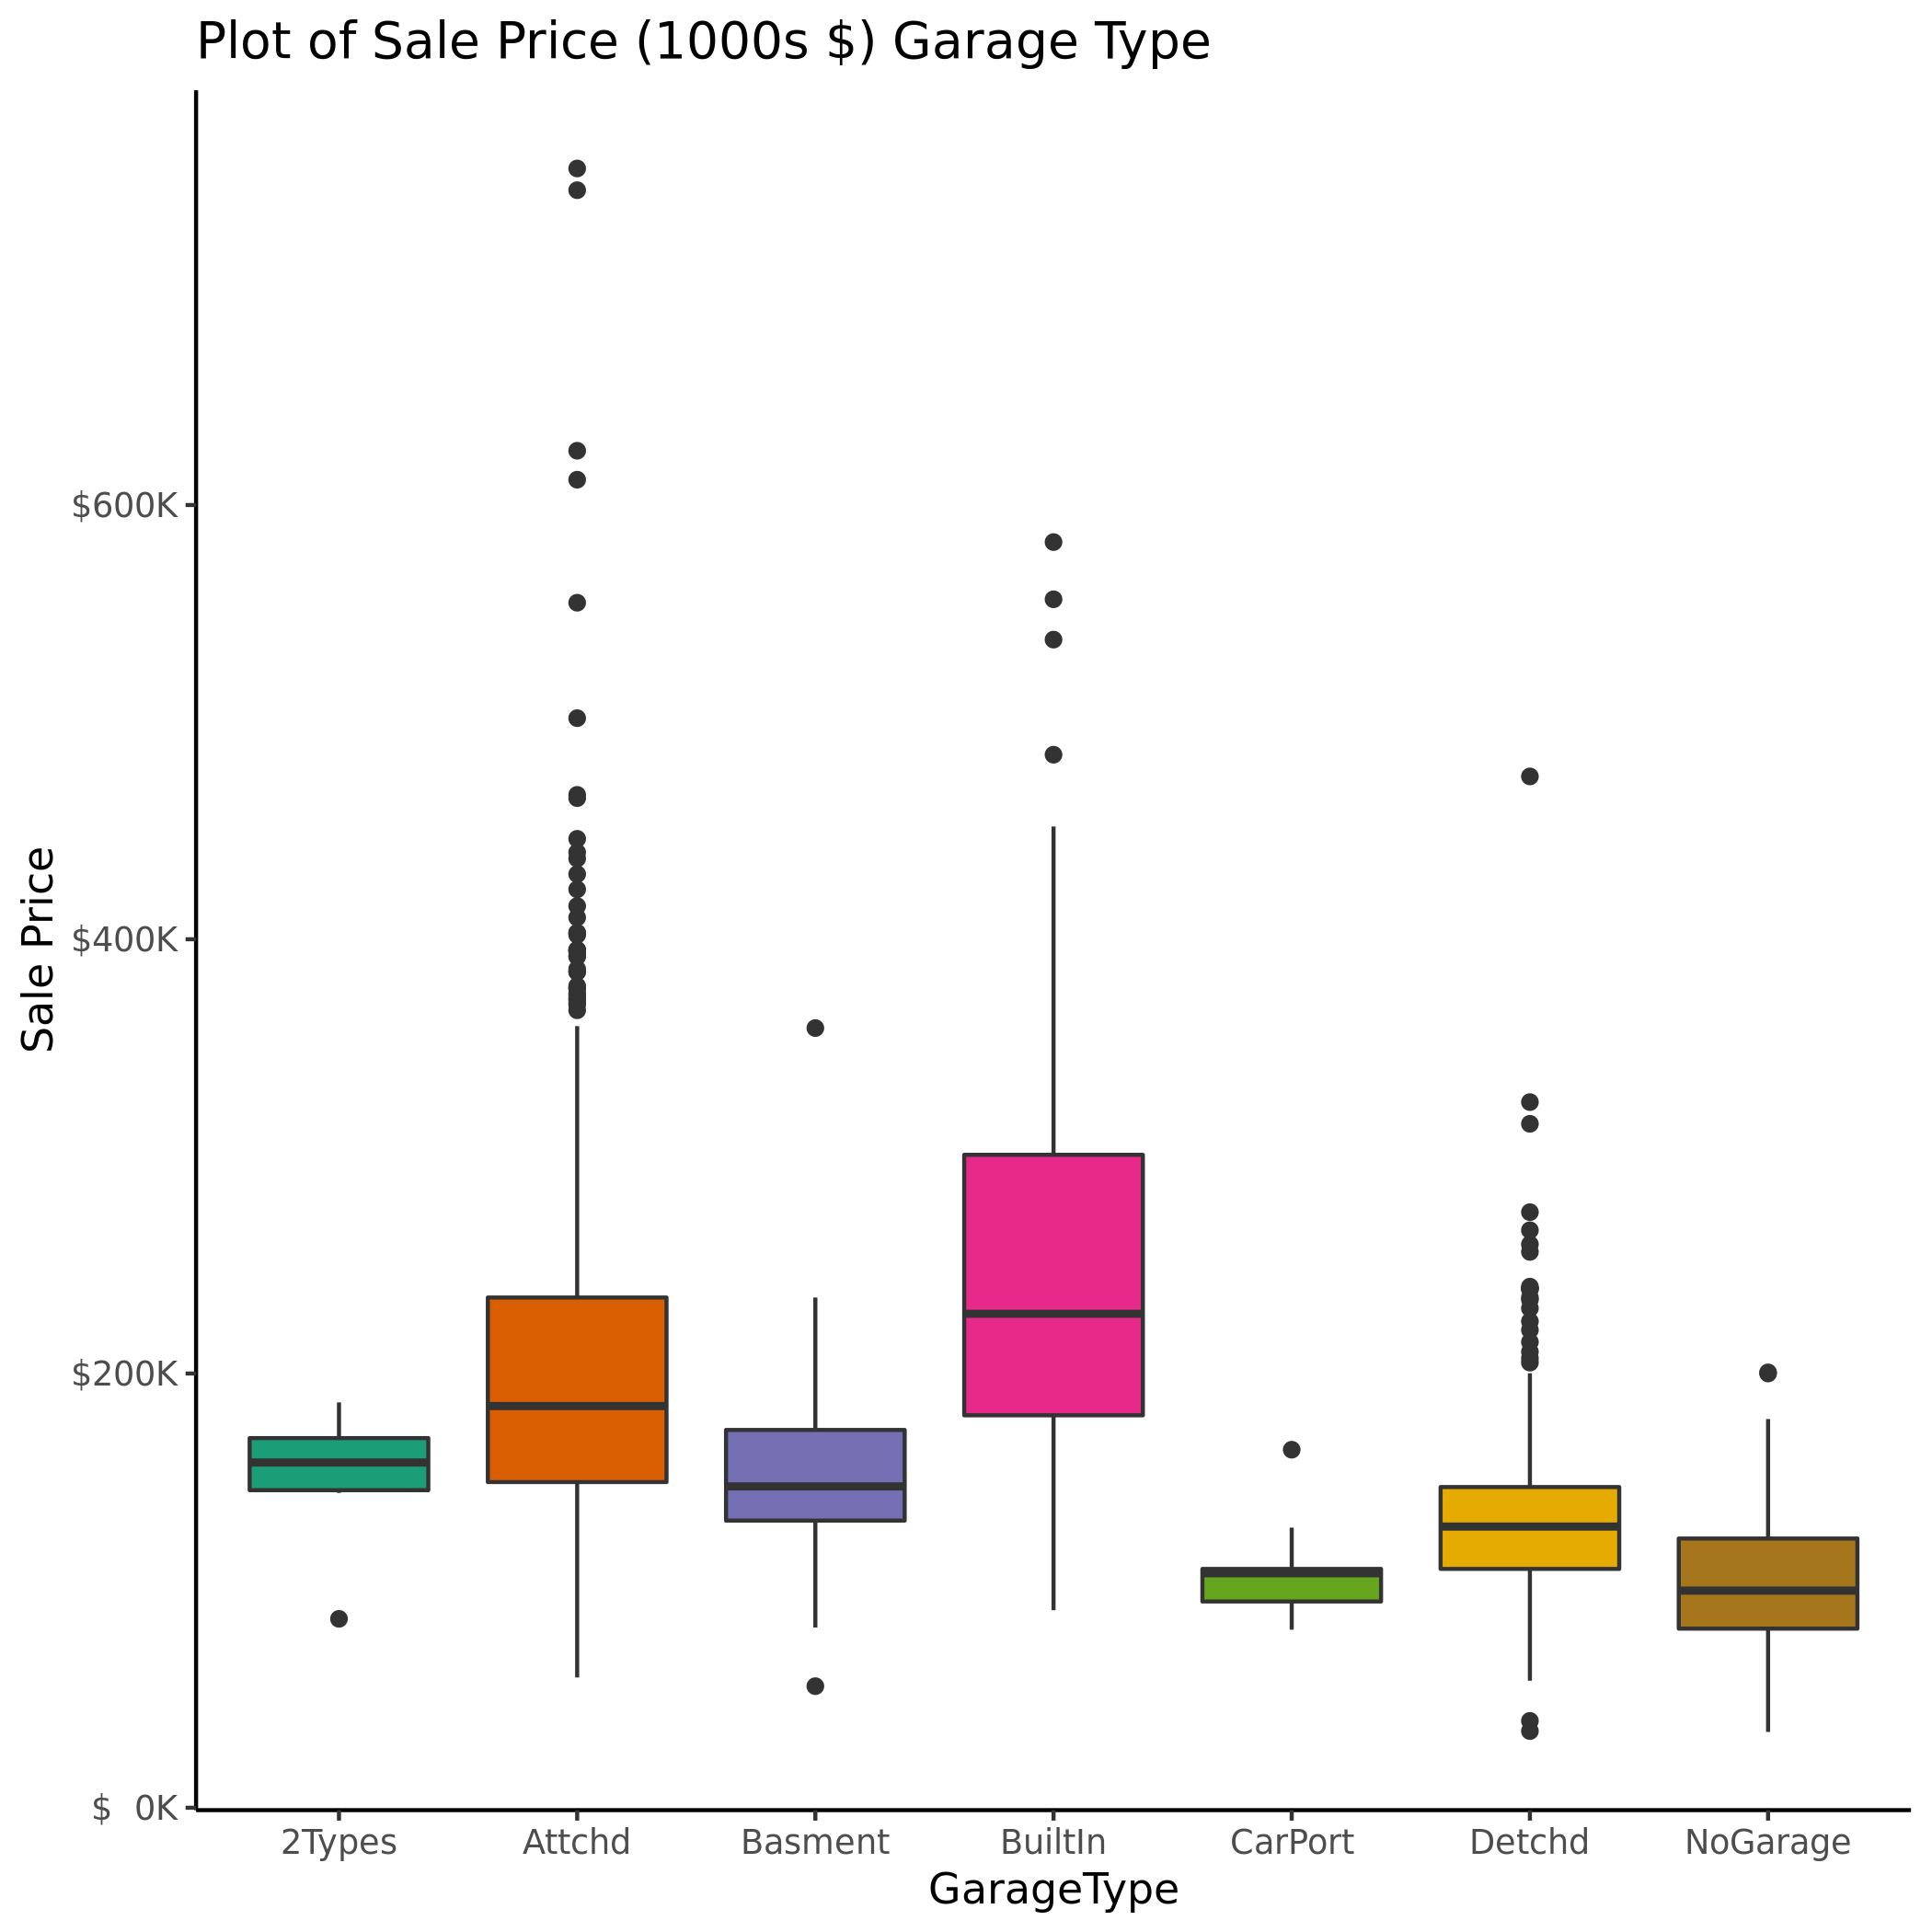 Plot of Sale Price (1000s $) Garage Type
Sale Price
$600K
$400K
$200K
$  0K
2Types Attchd Basment BuiltIn CarPort Detchd NoGarage
GarageType